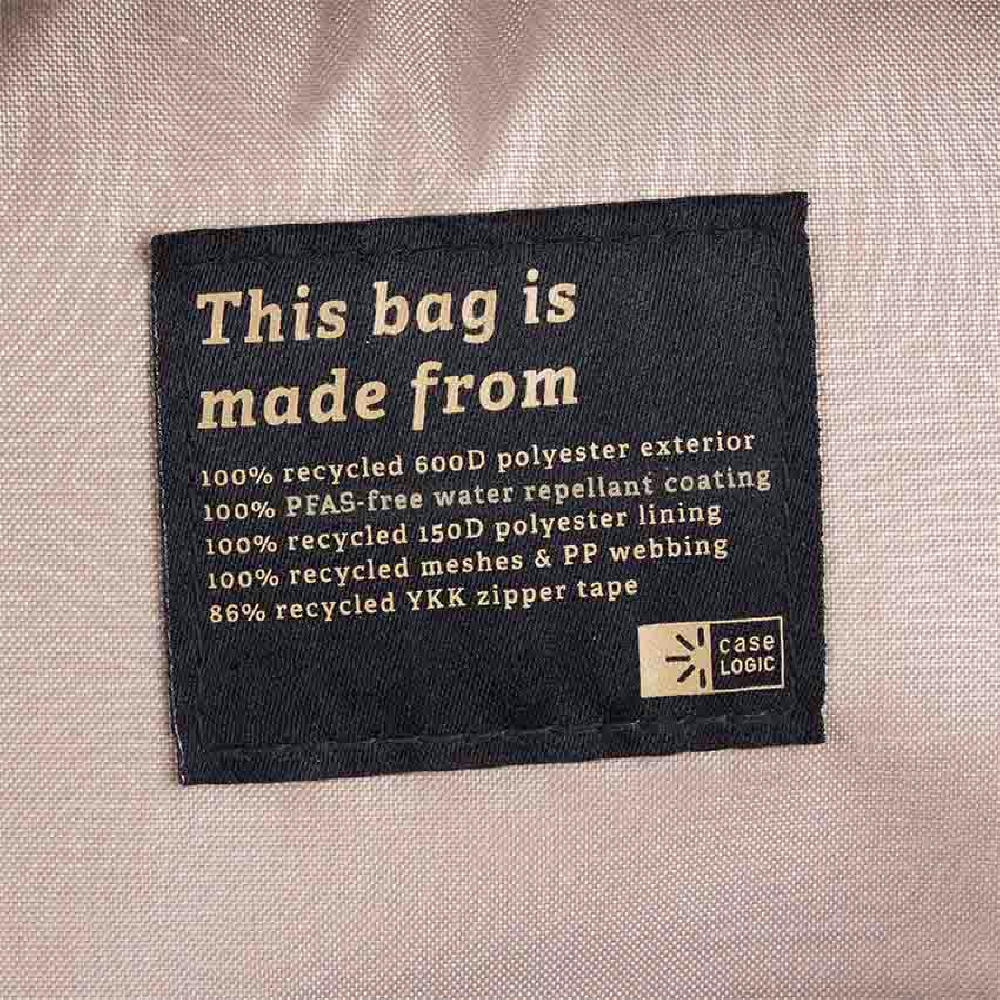 This bag is
made from
100% recycled 600D polyester exterior
100% PFAS-free water repellant coating
100% recycled 150D polyester lining
100% recycled meshes & PP webbing
86% recycled YKK zipper tape
case
LOGIC